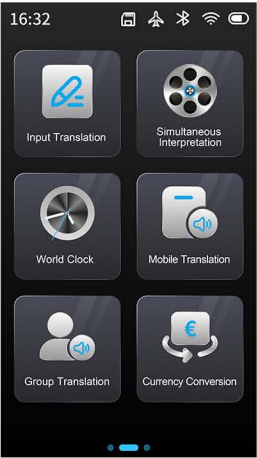 16:32
Input Translation
Simultaneous
Interpretation
World Clock
Mobile Translation
€
Group Translation
Currency Conversion